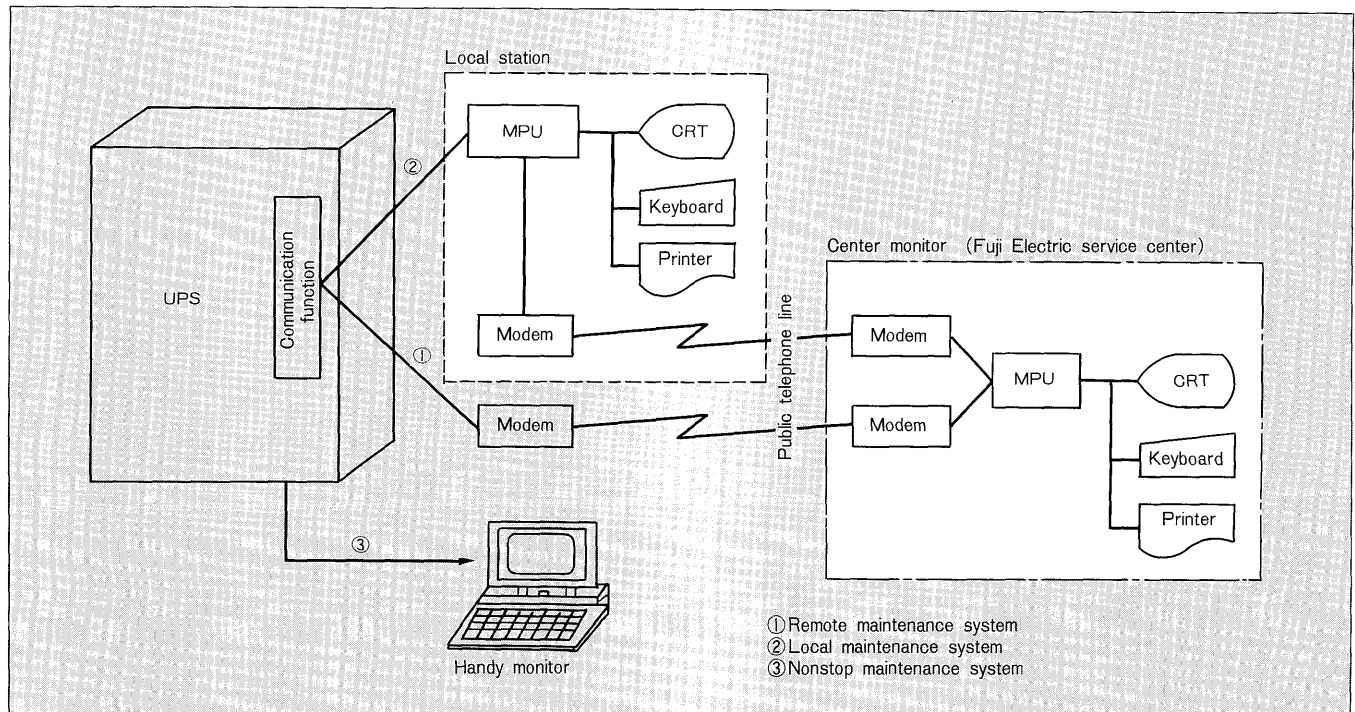 Local station
MPU
CRT
②
Keyboard
Printer
Center monitor (Fuji Electric service center)
UPS
Communication
function
Modem
Public telephone line
Modem
MPU
CRT
①
Modem
Modem
Keyboard
Printer
③
Handy monitor
①Remote maintenance system
②Local maintenance system
③Nonstop maintenance system